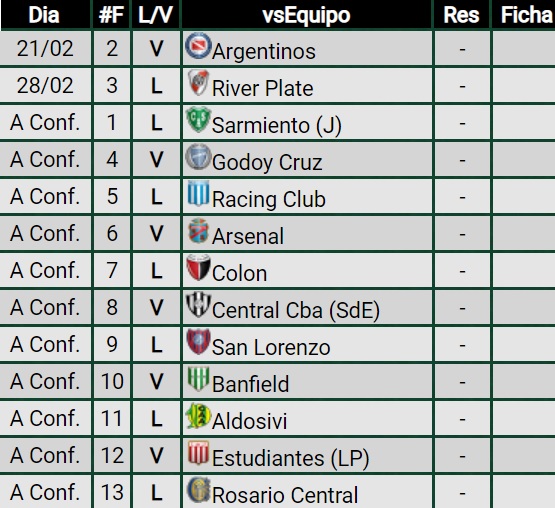 Dia #F L/V vsEquipo Res Ficha
21/02 2 V Argentinos -
28/02 3 L River Plate -
A Conf. 1 L Sarmiento (J) -
A Conf. 4 V Godoy Cruz -
A Conf. 5 L Racing Club -
A Conf. 6 V Arsenal -
A Conf. 7 L Colon -
A Conf. 8 V Central Cba (SdE) -
A Conf. 9 L San Lorenzo -
A Conf. 10 V Banfield -
A Conf. 11 L Aldosivi -
A Conf. 12 V Estudiantes (LP) -
A Conf. 13 L Rosario Central -